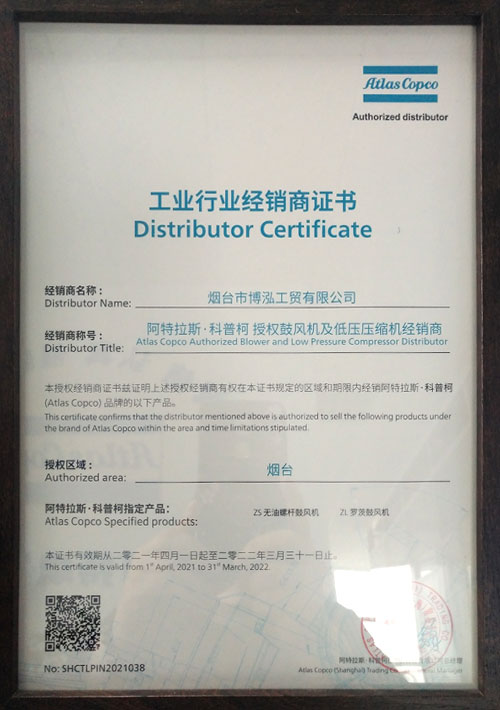 Atlas Copco
Authorized distributor
工业行业经销商证书
Distributor Certificate
经销商名称：
Distributor Name:
烟台市博泓工贸有限公司
经销商称号：
Distributor Title:
阿特拉斯·科普柯 授权鼓风机及低压压缩机经销商
Atlas Copco Authorized Blower and Low Pressure Compressor Distributor
本授权经销商证书兹证明上述授权经销商有权在本证书规定的区域和期限内经销阿特拉斯·科普柯
(Atlas Copco) 品牌的以下产品。
This certificate confirms that the distributor mentioned above is authorized to sell the following products under
the brand of Atlas Copco within the area and time limitations stipulated.
授权区域：
Authorized area:
烟台
阿特拉斯·科普柯指定产品：
Atlas Copco Specified products:
ZS 无油螺杆鼓风机 ZL 罗茨鼓风机
本证书有效期从二零二一年四月一日起至二零二二年三月三十一日止。
This certificate is valid from 1st April, 2021 to 31st March, 2022.
No: SHCTLPIN2021038
阿特拉斯·科普柯
Atlas Copco (Shanghai) Trading Manager